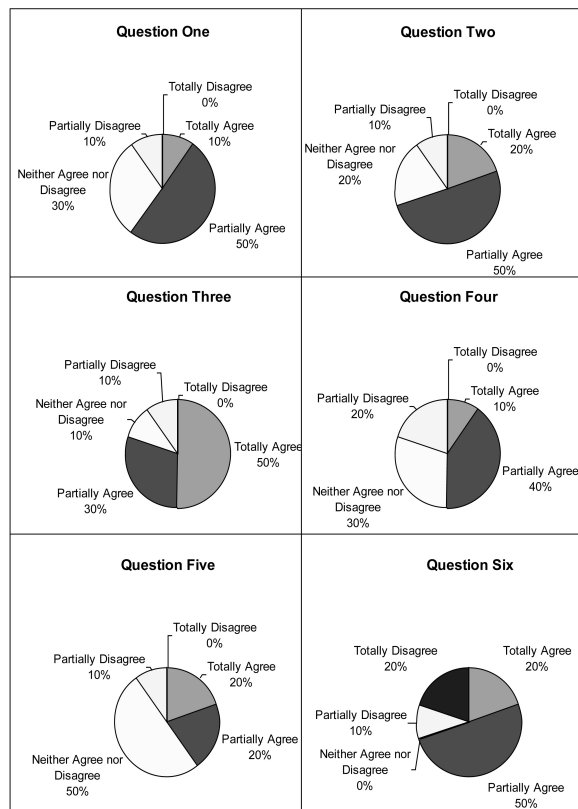 Question One
Totally Disagree
0%
Totally Agree
10%
Partially Agree
50%
Neither Agree nor
Disagree
30%
Partially Disagree
10%
Question Two
Totally Disagree
0%
Totally Agree
20%
Partially Agree
50%
Neither Agree nor
Disagree
20%
Partially Disagree
10%
Question Three
Totally Disagree
0%
Totally Agree
50%
Partially Agree
30%
Neither Agree nor
Disagree
10%
Partially Disagree
10%
Question Four
Totally Disagree
0%
Totally Agree
10%
Partially Agree
40%
Neither Agree nor
Disagree
30%
Partially Disagree
20%
Question Five
Totally Disagree
0%
Totally Agree
20%
Partially Agree
20%
Neither Agree nor
Disagree
50%
Partially Disagree
10%
Question Six
Totally Disagree
20%
Totally Agree
20%
Partially Agree
50%
Neither Agree nor
Disagree
0%
Partially Disagree
10%